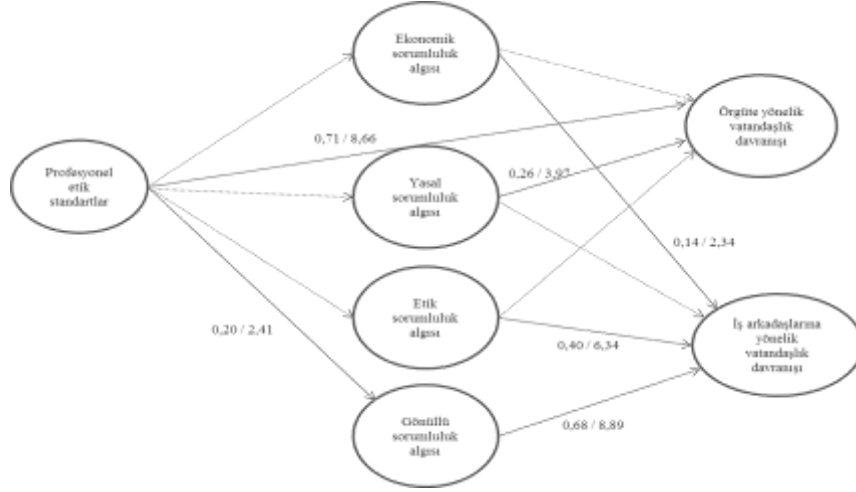 Ekonomik
sorumluluk
algısı
Örgüte yönelik
vatandaşlık
davranışı
0,71 / 8,66
Profesyonel
etik
standartlar
Yasal
sorumluluk
algısı
0,26 / 3,97
0,14 / 2,34
Etik
sorumluluk
algısı
İş arkadaşlarına
yönelik
vatandaşlık
davranışı
0,20 / 2,41
0,40 / 6,34
Gönüllü
sorumluluk
algısı
0,68 / 8,89